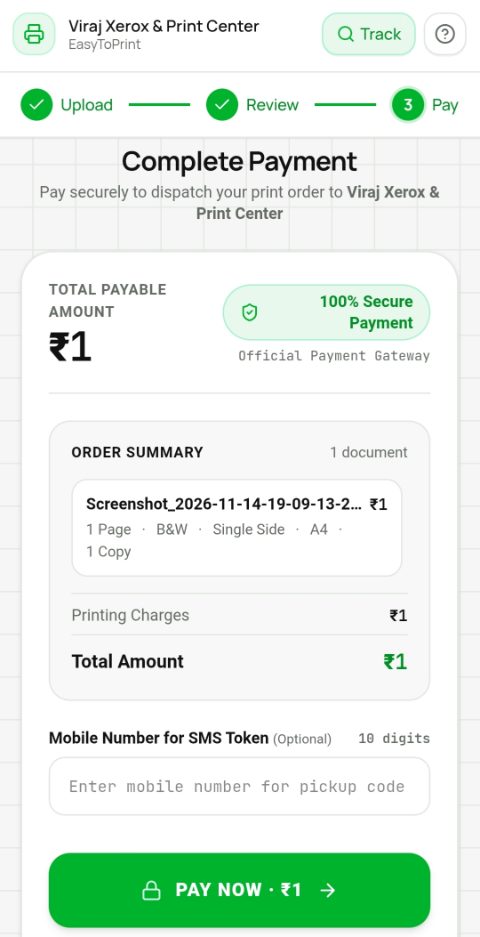 Viraj Xerox & Print Center
EasyToPrint
Track
Upload
Review
3
Pay
Complete Payment
Pay securely to dispatch your print order to Viraj Xerox &
Print Center
TOTAL PAYABLE
AMOUNT
₹1
100% Secure
Payment
Official Payment Gateway
ORDER SUMMARY
1 document
Screenshot_2026-11-14-19-09-13-2... ₹1
1 Page · B&W · Single Side · A4 ·
1 Copy
Printing Charges ₹1
Total Amount ₹1
Mobile Number for SMS Token (Optional) 10 digits
Enter mobile number for pickup code
PAY NOW · ₹1 →